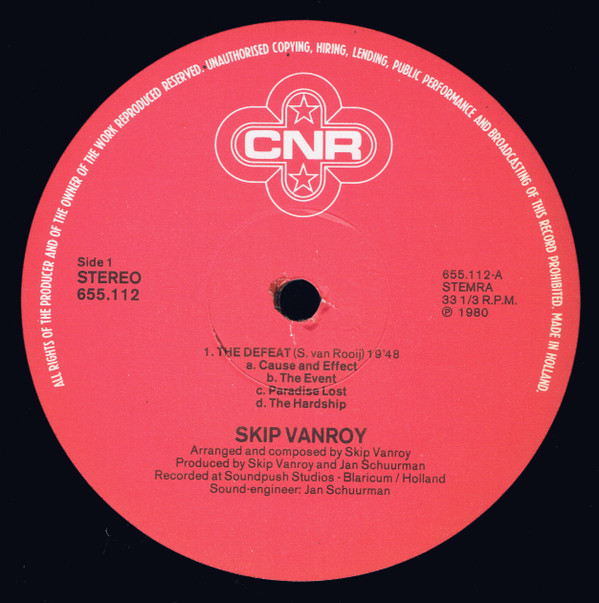 ALL RIGHTS OF THE PRODUCER AND OF THE OWNER OF THE WORK REPRODUCED RESERVED. UNAUTHORISED COPYING, HIRING, LENDING, PUBLIC PERFORMANCE AND BROADCASTING OF THIS RECORD PROHIBITED. MADE IN HOLLAND.
CNR
Side 1
STEREO
655.112
655.112-A
STEMRA
33 1/3 R.P.M.
℗ 1980
1. THE DEFEAT (S. van Rooij) 19'48
a. Cause and Effect
b. The Event
c. Paradise Lost
d. The Hardship
SKIP VANROY
Arranged and composed by Skip Vanroy
Produced by Skip Vanroy and Jan Schuurman
Recorded at Soundpush Studios - Blaricum / Holland
Sound-engineer: Jan Schuurman